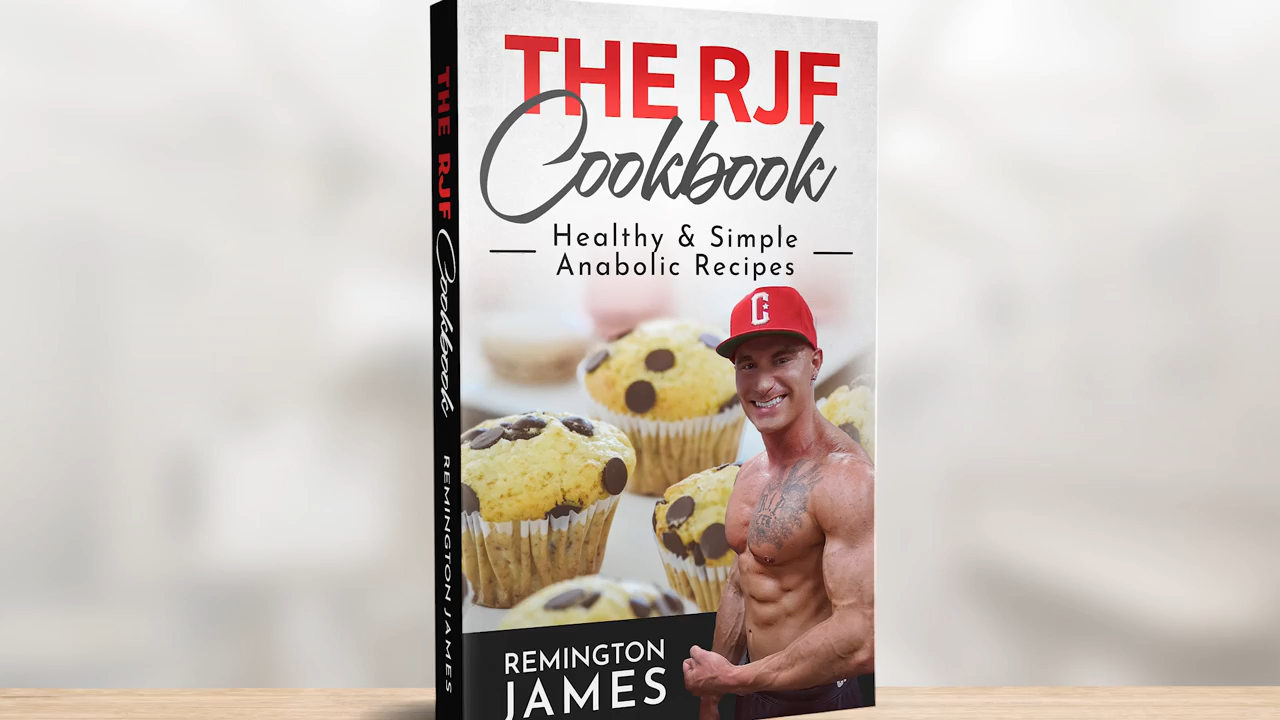 THE RJF
Cookbook
Healthy & Simple
Anabolic Recipes
C
REMINGTON
JAMES
THE RJF Cookbook REMINGTON JAMES